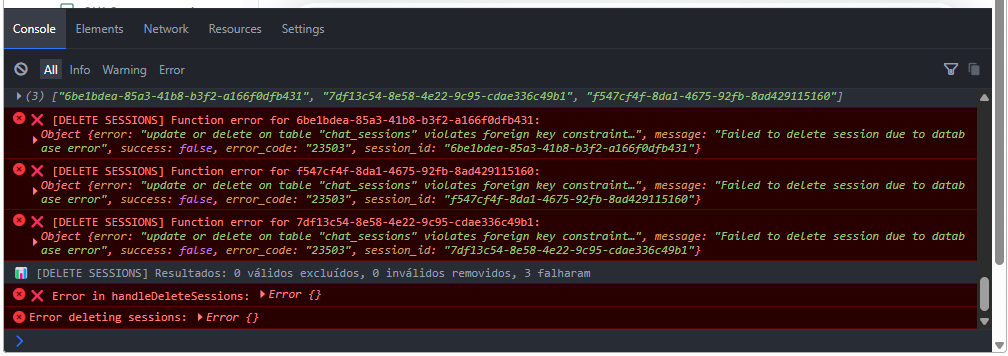 Console Elements Network Resources Settings
All Info Warning Error
(3) ["6be1bdea-85a3-41b8-b3f2-a166f0dfb431", "7df13c54-8e58-4e22-9c95-cdae336c49b1", "f547cf4f-8da1-4675-92fb-8ad429115160"]
❌ [DELETE SESSIONS] Function error for 6be1bdea-85a3-41b8-b3f2-a166f0dfb431:
Object {error: "update or delete on table "chat_sessions" violates foreign key constraint…", message: "Failed to delete session due to datab
ase error", success: false, error_code: "23503", session_id: "6be1bdea-85a3-41b8-b3f2-a166f0dfb431"}
❌ [DELETE SESSIONS] Function error for f547cf4f-8da1-4675-92fb-8ad429115160:
Object {error: "update or delete on table "chat_sessions" violates foreign key constraint…", message: "Failed to delete session due to datab
ase error", success: false, error_code: "23503", session_id: "f547cf4f-8da1-4675-92fb-8ad429115160"}
❌ [DELETE SESSIONS] Function error for 7df13c54-8e58-4e22-9c95-cdae336c49b1:
Object {error: "update or delete on table "chat_sessions" violates foreign key constraint…", message: "Failed to delete session due to datab
ase error", success: false, error_code: "23503", session_id: "7df13c54-8e58-4e22-9c95-cdae336c49b1"}
📊 [DELETE SESSIONS] Resultados: 0 válidos excluídos, 0 inválidos removidos, 3 falharam
❌ Error in handleDeleteSessions: Error {}
Error deleting sessions: Error {}